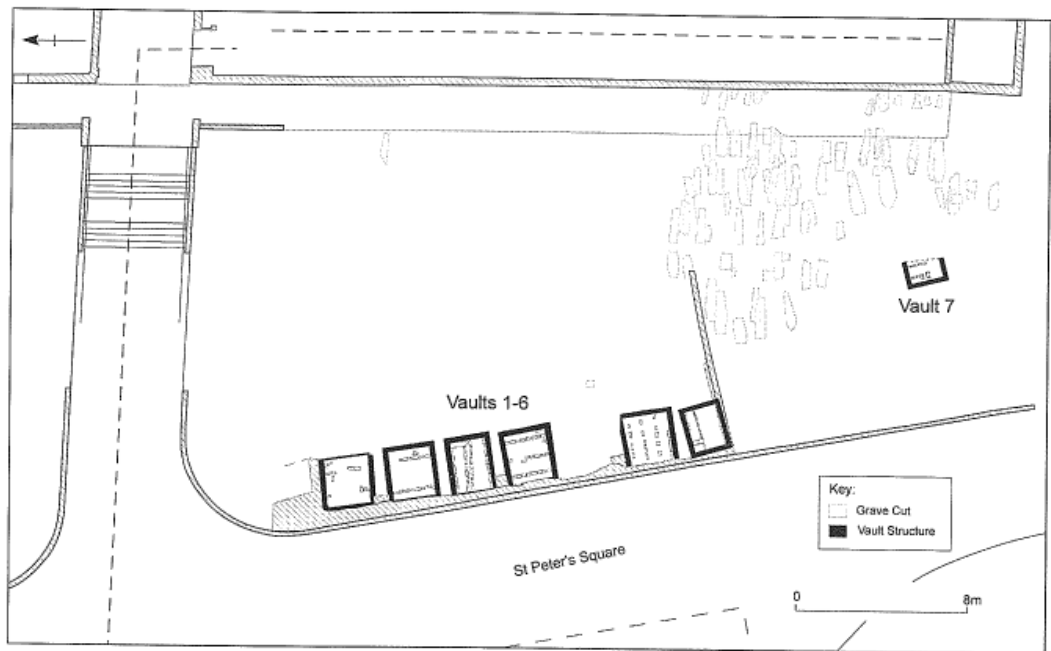 Vault 7
Vaults 1-6
Key:
Grave Cut
Vault Structure
St Peter's Square
0
8m